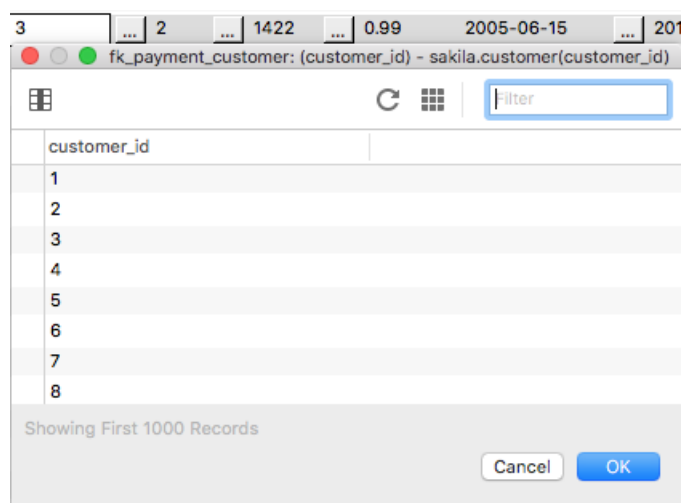 3 ... 2 ... 1422 ... 0.99 2005-06-15 ... 201
fk_payment_customer: (customer_id) - sakila.customer(customer_id)
Filter
customer_id
1
2
3
4
5
6
7
8
Showing First 1000 Records
Cancel OK